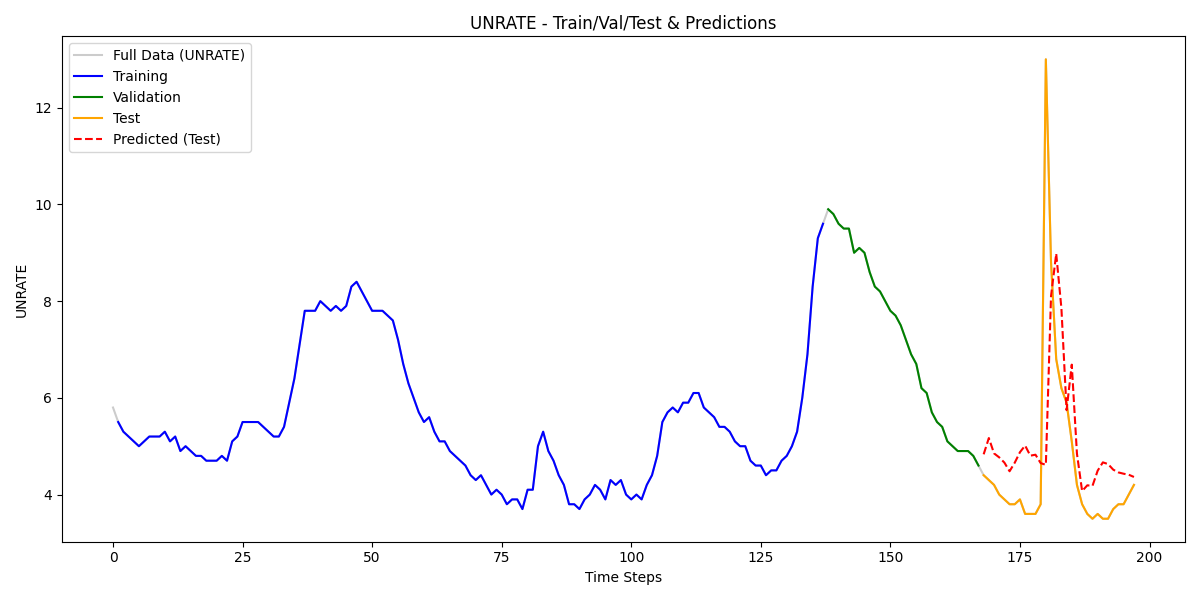 UNRATE - Train/Val/Test & Predictions
Full Data (UNRATE)
Training
Validation
Test
Predicted (Test)
UNRATE
12
10
8
6
4
0 25 50 75 100 125 150 175 200
Time Steps